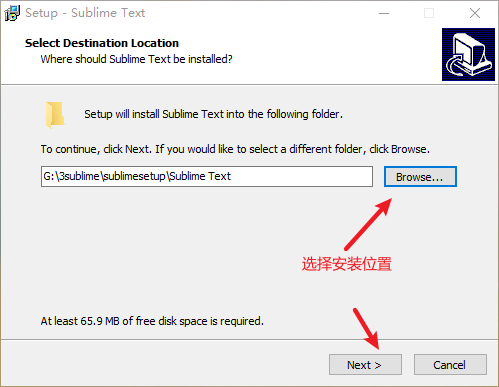 Setup - Sublime Text
Select Destination Location
Where should Sublime Text be installed?
Setup will install Sublime Text into the following folder.
To continue, click Next. If you would like to select a different folder, click Browse.
G:\3sublime\sublimesetup\Sublime Text
Browse...
选择安装位置
At least 65.9 MB of free disk space is required.
Next >
Cancel